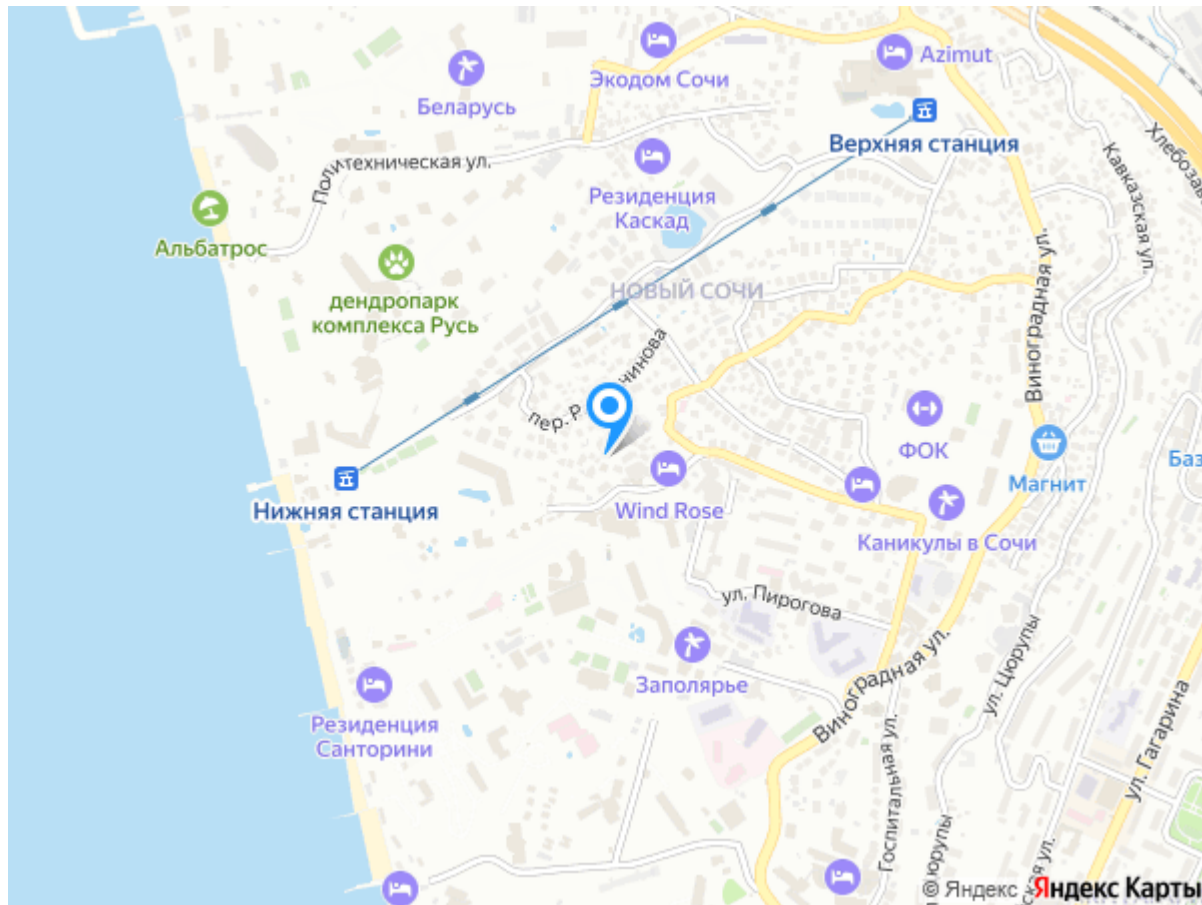 Azimut
Экодом Сочи
Беларусь
Верхняя станция
Политехническая ул.
Кавказская ул.
Резиденция
Каскад
Альбатрос
Виноградная ул.
дендропарк
комплекса Русь
НОВЫЙ СОЧИ
пер.
ФОК
Магнит
Wind Rose
Нижняя станция
Каникулы в Сочи
ул. Пирогова
Заполярье
Виноградная ул.
ул. Цюрупы
Резиденция
Санторини
ул. Гагарина
Госпитальная ул.
© Яндекс Яндекс Карты